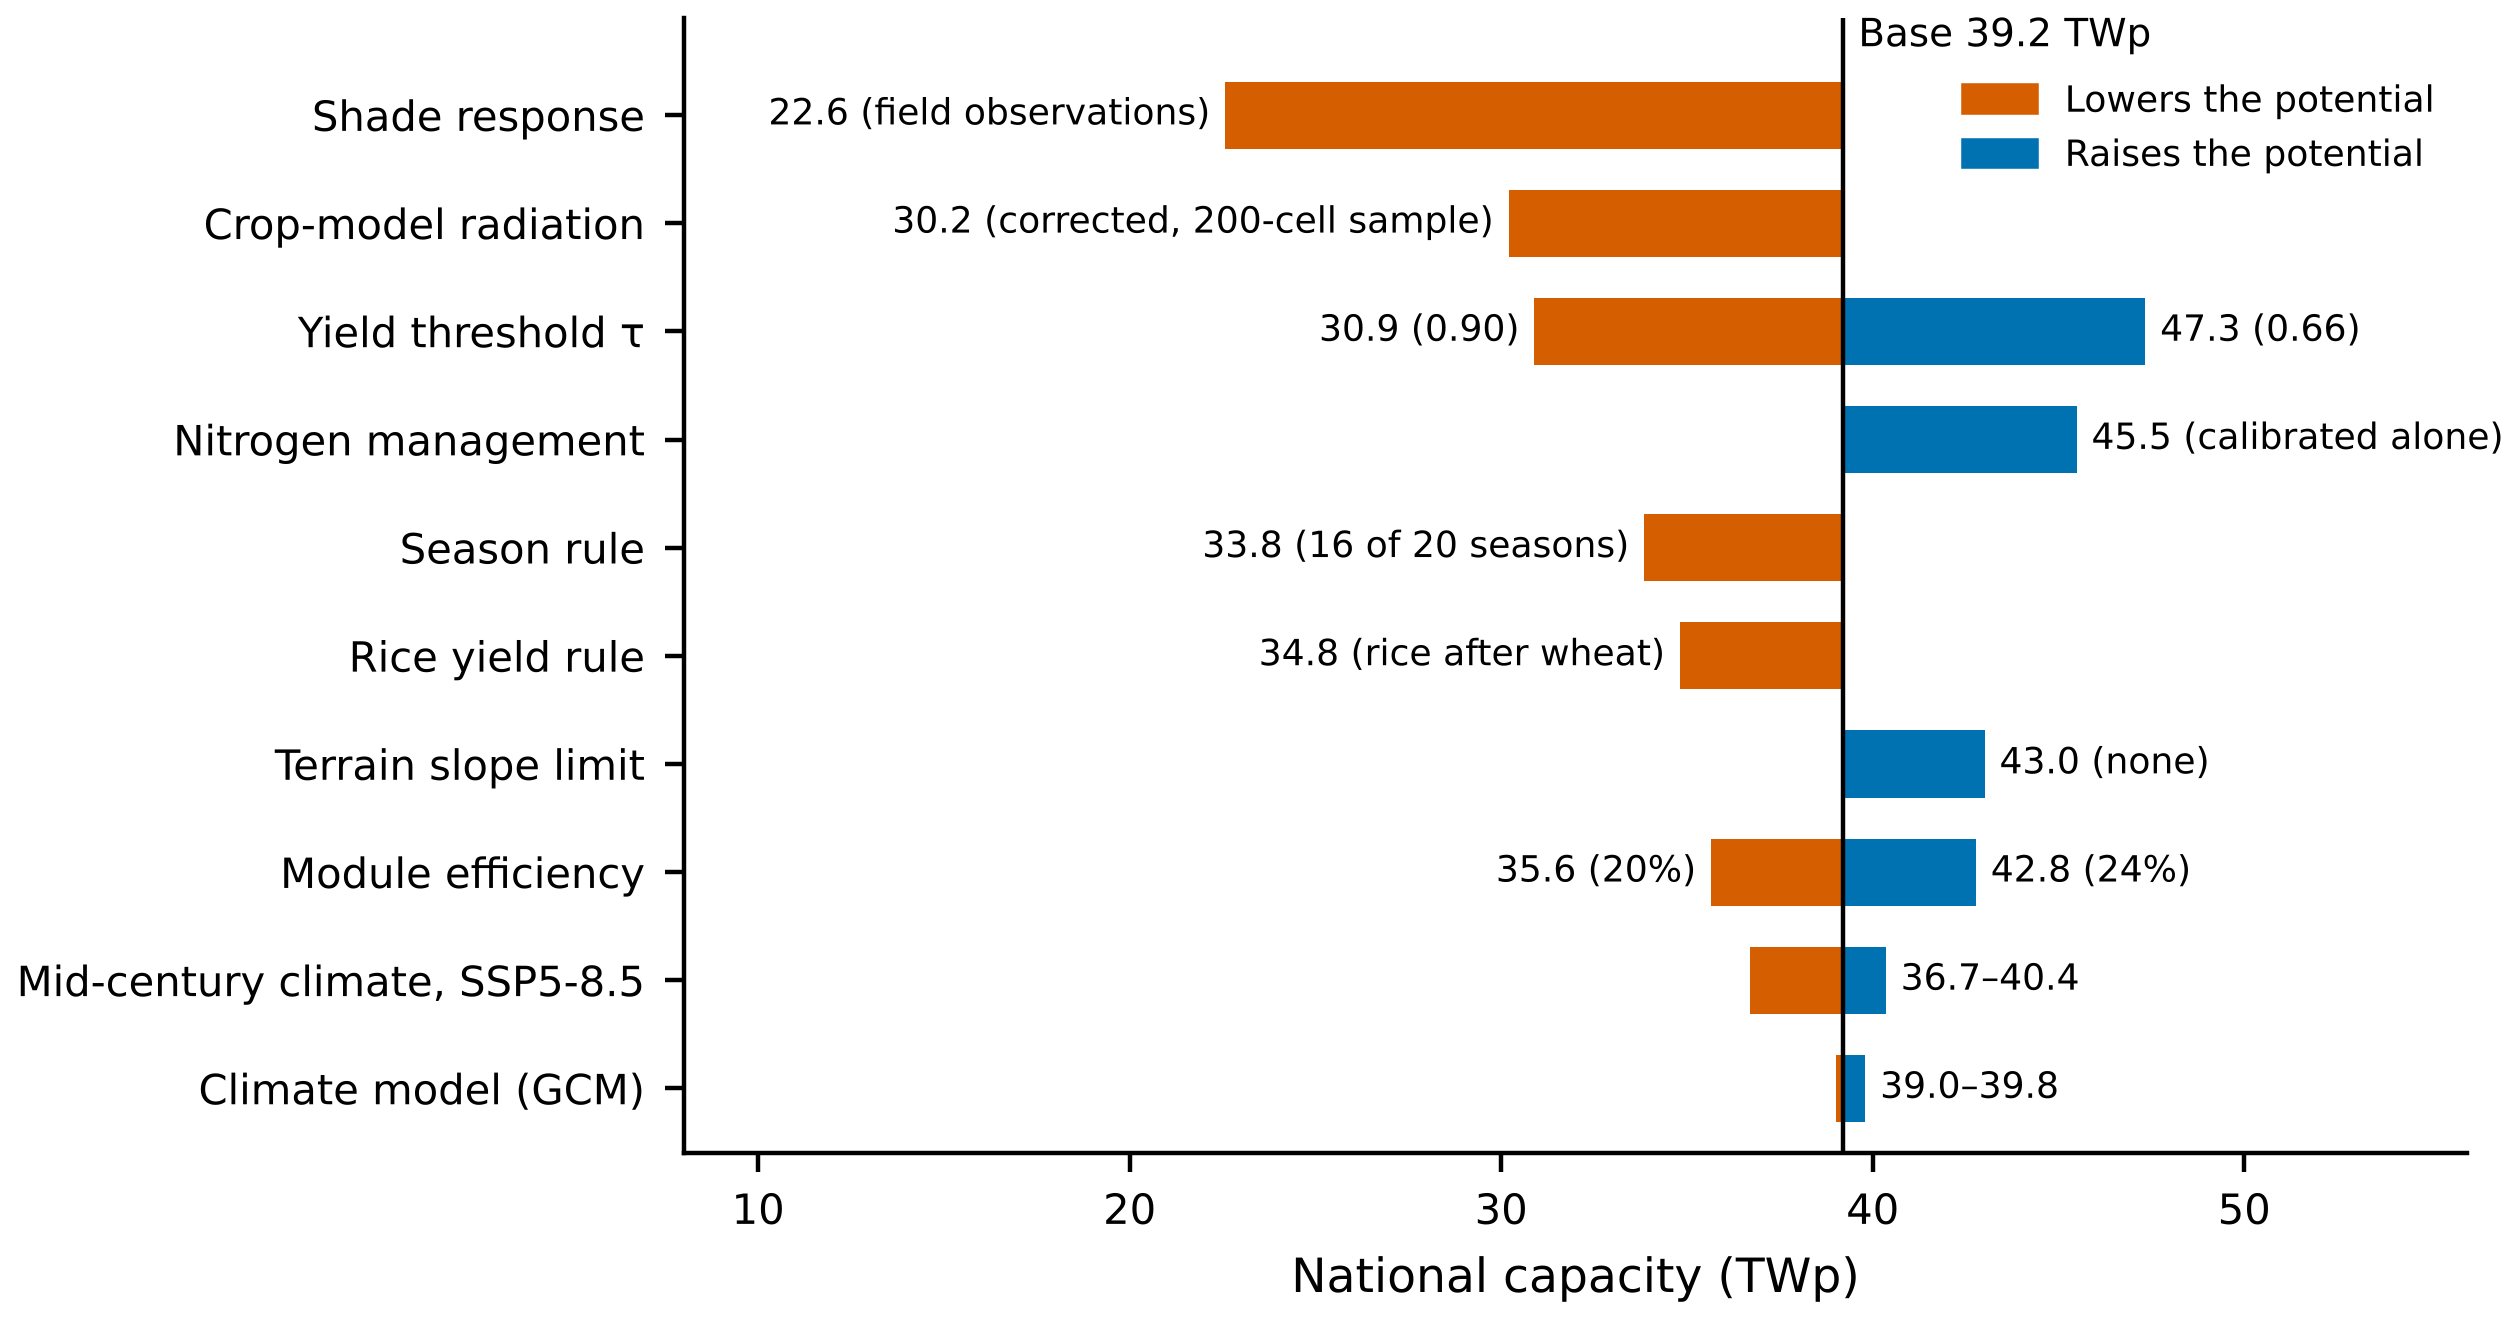 Base 39.2 TWp
Lowers the potential
Raises the potential
Shade response
22.6 (field observations)
Crop-model radiation
30.2 (corrected, 200-cell sample)
Yield threshold τ
30.9 (0.90)
47.3 (0.66)
Nitrogen management
45.5 (calibrated alone)
Season rule
33.8 (16 of 20 seasons)
Rice yield rule
34.8 (rice after wheat)
Terrain slope limit
43.0 (none)
Module efficiency
35.6 (20%)
42.8 (24%)
Mid-century climate, SSP5-8.5
36.7–40.4
Climate model (GCM)
39.0–39.8
10
20
30
40
50
National capacity (TWp)